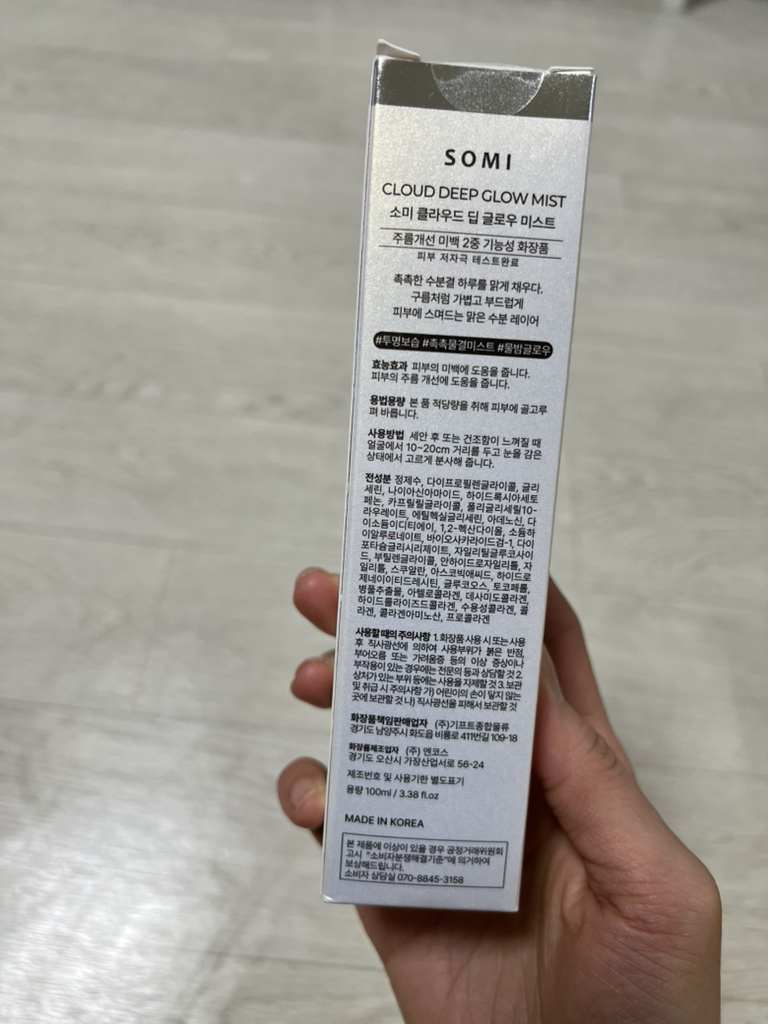 SOMI
CLOUD DEEP GLOW MIST
소미 클라우드 딥 글로우 미스트
주름개선 미백 2중 기능성 화장품
피부 저자극 테스트완료
촉촉한 수분결 하루를 맑게 채우다.
구름처럼 가볍고 부드럽게
피부에 스며드는 맑은 수분 레이어
#투명보습 #촉촉물결미스트 #물밤글로우
효능효과 피부의 미백에 도움을 줍니다.
피부의 주름 개선에 도움을 줍니다.
용법용량 본 품 적당량을 취해 피부에 골고루
펴 바릅니다.
사용방법 세안 후 또는 건조함이 느껴질 때
얼굴에서 10~20cm 거리를 두고 눈을 감은
상태에서 고르게 분사해 줍니다.
전성분 정제수, 다이프로필렌글라이콜, 글리
세린, 나이아신아마이드, 하이드록시아세토
페논, 카프릴릴글라이콜, 폴리글리세릴10-
라우레이트, 에틸헥실글리세린, 아데노신, 다
이소듐이디티에이, 1,2-헥산다이올, 소듐하
이알루로네이트, 바이오사카라이드검-1, 다이
포타슘글리시리제이트, 자일리틸글루코사이
드, 부틸렌글라이콜, 안하이드로자일리톨, 자
일리톨, 스쿠알란, 아스코빅애씨드, 하이드로
제네이티드레시틴, 글루코오스, 토코페롤,
병풀추출물, 아텔로콜라겐, 데사미도콜라겐,
하이드롤라이즈드콜라겐, 수용성콜라겐, 콜
라겐, 콜라겐아미노산, 프로콜라겐
사용할 때의 주의사항 1. 화장품 사용 시 또는 사용
후 직사광선에 의하여 사용부위가 붉은 반점,
부어오름 또는 가려움증 등의 이상 증상이나
부작용이 있는 경우에는 전문의 등과 상담할 것 2.
상처가 있는 부위 등에는 사용을 자제할 것 3. 보관
및 취급 시 주의사항 가) 어린이의 손이 닿지 않는
곳에 보관할 것 나) 직사광선을 피해서 보관할 것
화장품책임판매업자 (주)기프트종합물류
경기도 남양주시 화도읍 비룡로 411번길 109-18
화장품제조업자 (주) 엔코스
경기도 오산시 가장산업서로 56-24
제조번호 및 사용기한 별도표기
용량 100ml / 3.38 fl.oz
MADE IN KOREA
본 제품에 이상이 있을 경우 공정거래위원회
고시 "소비자분쟁해결기준"에 의거하여
보상해드립니다.
소비자 상담실 070-8845-3158